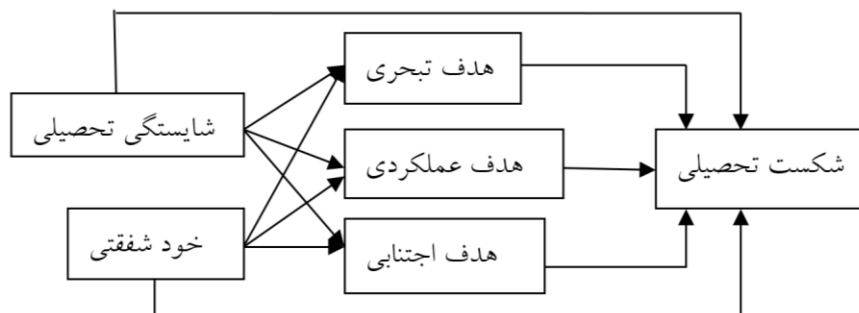 هدف تبحری
شایستگی تحصیلی
هدف عملکردی
شکست تحصیلی
خود شفقتی
هدف اجتنابی